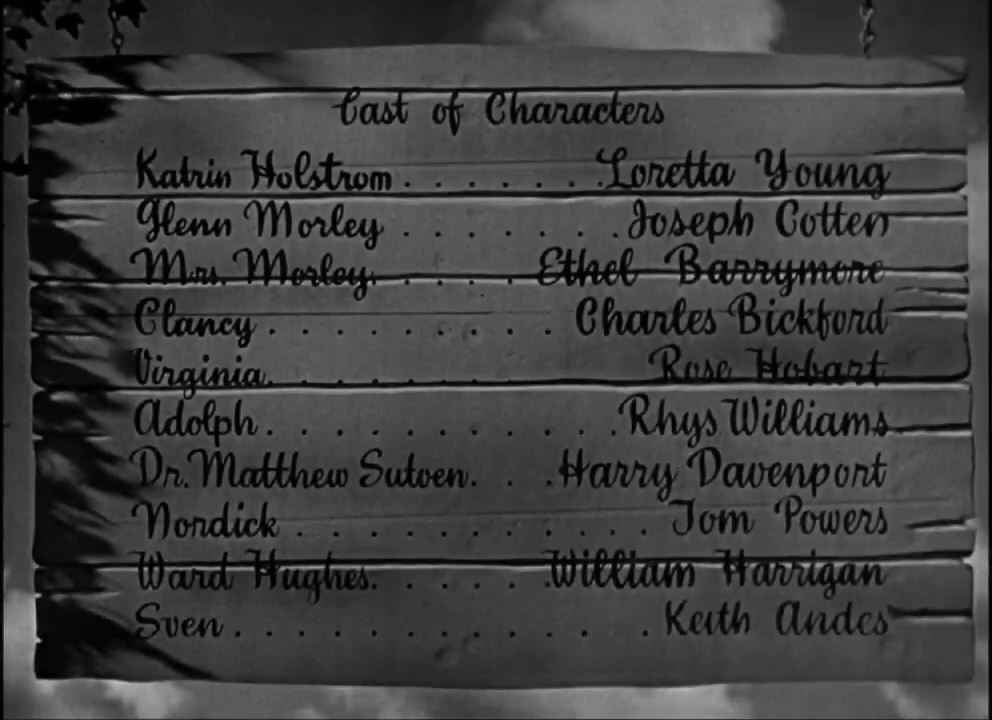 Cast of Characters
Katrin Holstrom . . . . . . . Loretta Young
Glenn Morley . . . . . . . . Joseph Cotten
Mrs. Morley. . . . . Ethel Barrymore
Clancy . . . . . . . . . . . Charles Bickford
Virginia. . . . . . . . Rose Hobart
Adolph . . . . . . . . . . . . . . Rhys Williams
Dr. Matthew Sutven. . . Harry Davenport
Nordick . . . . . . . . . . . . . . Tom Powers
Ward Hughes. . . . . . William Harrigan
Sven . . . . . . . . . . . . . . . . Keith Andes